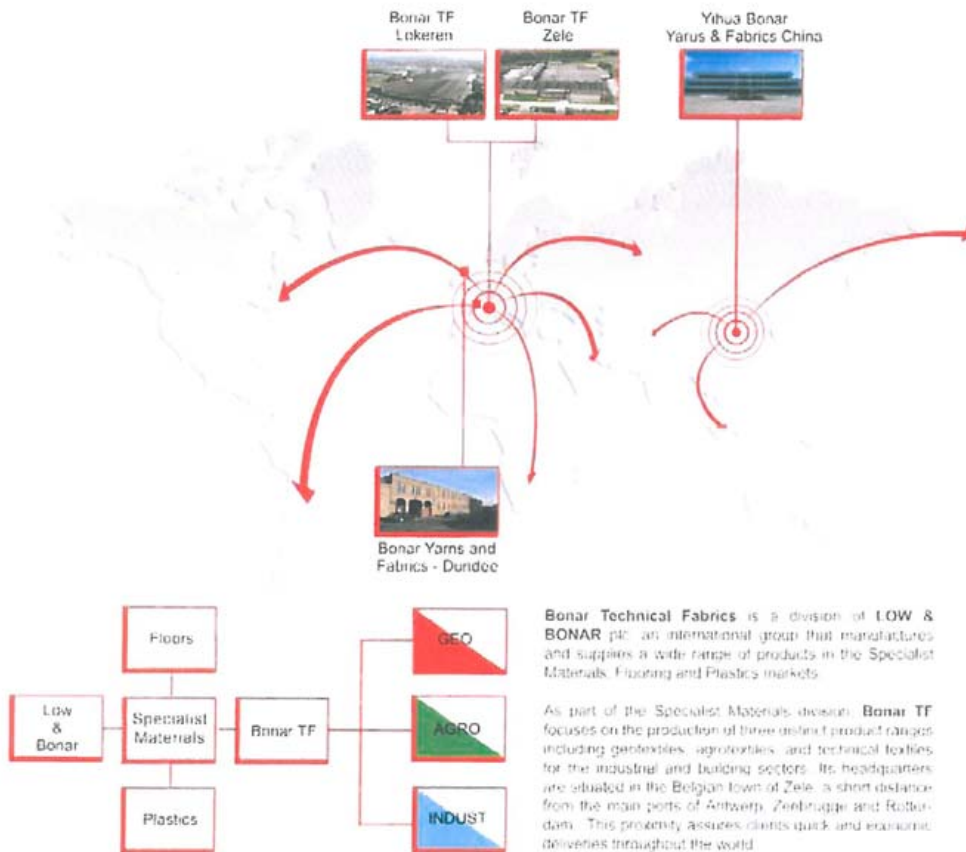 Bonar TF
Lokeren
Bonar TF
Zele
Yihua Bonar
Yarus & Fabrics China
Bonar Yarns and
Fabrics - Dundee
Floors
Low
&
Bonar
Specialist
Materials
Bonar TF
Plastics
GEO
AGRO
INDUST
Bonar Technical Fabrics is a division of LOW &
BONAR plc. an international group that manufactures
and supplies a wide range of products in the Specialist
Materials, Flooring and Plastics markets
As part of the Specialist Materials division, Bonar TF
focuses on the production of three distinct product ranges
including geotextiles, agrotextiles, and technical textiles
for the industrial and building sectors. Its headquarters
are situated in the Belgian town of Zele, a short distance
from the main ports of Antwerp, Zeebrugge and Rotter-
dam. This proximity assures clients quick and economic
deliveries throughout the world